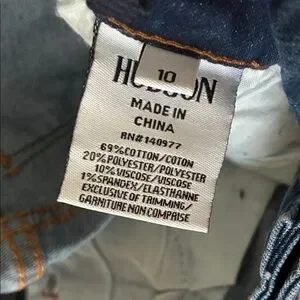 10
HUDSON
MADE IN
CHINA
RN#140977
69%COTTON/COTON
20%POLYESTER/POLYESTER
10%VISCOSE/VISCOSE
1%SPANDEX/ELASTHANNE
EXCLUSIVE OF TRIMMING/
GARNITURE NON COMPRISE